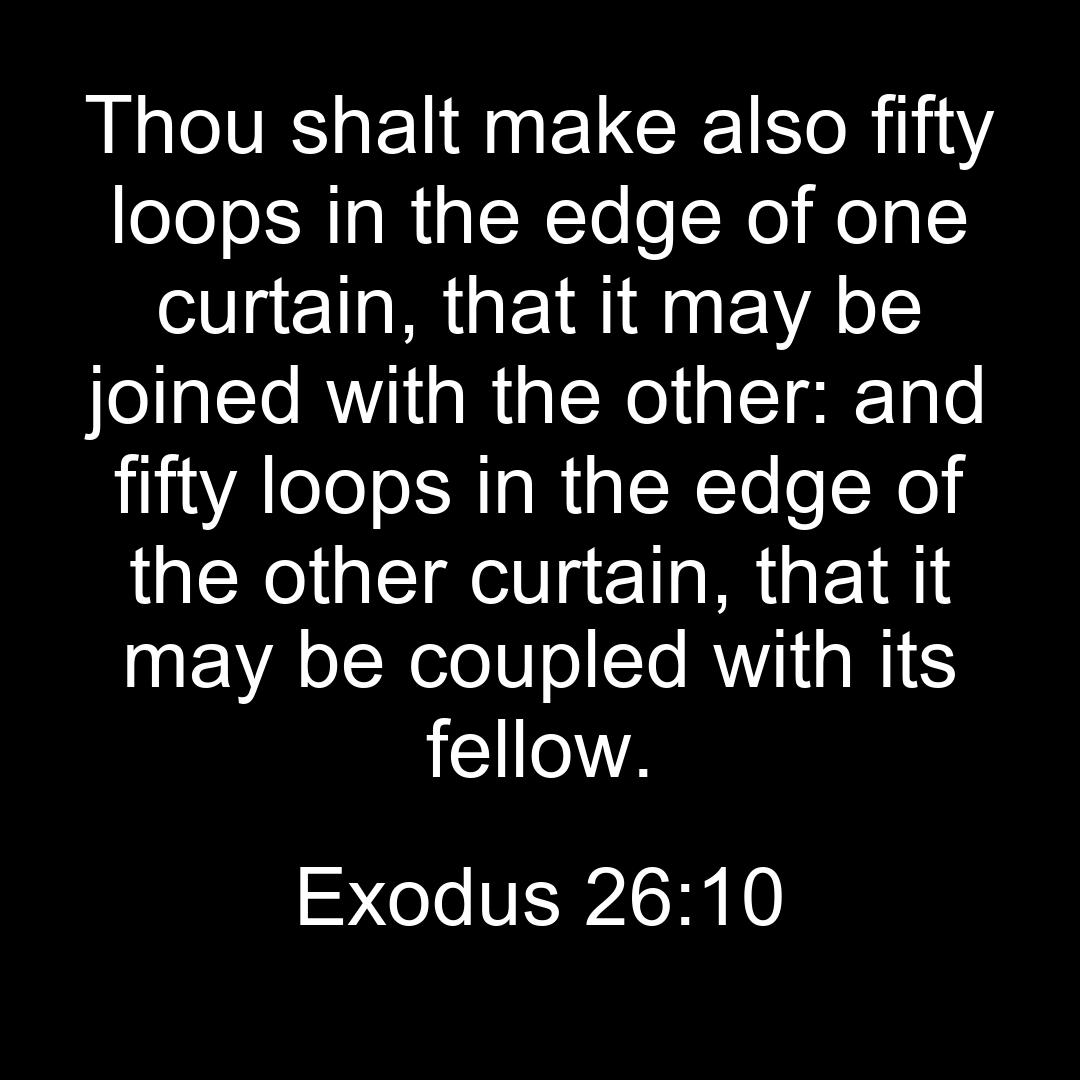 Thou shalt make also fifty
loops in the edge of one
curtain, that it may be
joined with the other: and
fifty loops in the edge of
the other curtain, that it
may be coupled with its
fellow.
Exodus 26:10